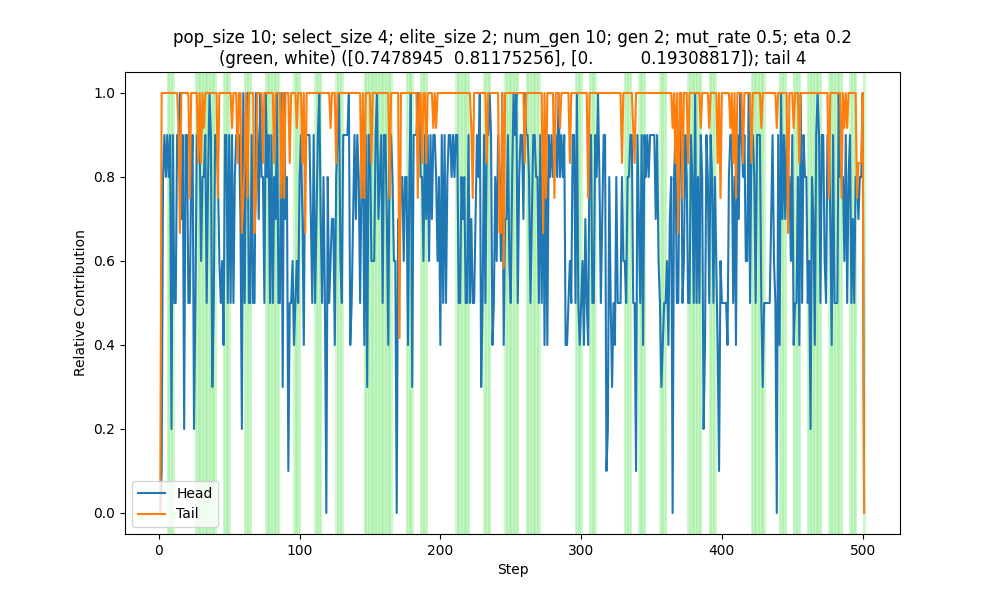 pop_size 10; select_size 4; elite_size 2; num_gen 10; gen 2; mut_rate 0.5; eta 0.2
(green, white) ([0.7478945  0.81175256], [0.         0.19308817]); tail 4
1.0
0.8
0.6
0.4
0.2
0.0
Relative Contribution
Head
Tail
0
100
200
300
400
500
Step